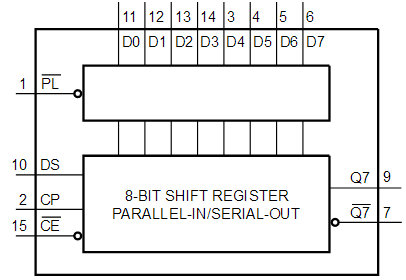 11 12 13 14 3 4 5 6
D0 D1 D2 D3 D4 D5 D6 D7
1 PL
10 DS
Q7 9
8-BIT SHIFT REGISTER
2 CP
PARALLEL-IN/SERIAL-OUT
Q7 7
15 CE